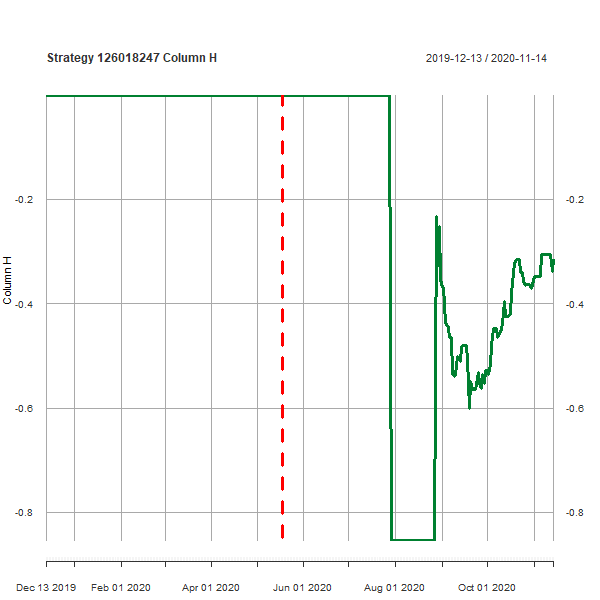 Strategy 126018247 Column H
2019-12-13 / 2020-11-14
-0.2
-0.2
Column H
-0.4
-0.4
-0.6
-0.6
-0.8
-0.8
Dec 13 2019
Feb 01 2020
Apr 01 2020
Jun 01 2020
Aug 01 2020
Oct 01 2020